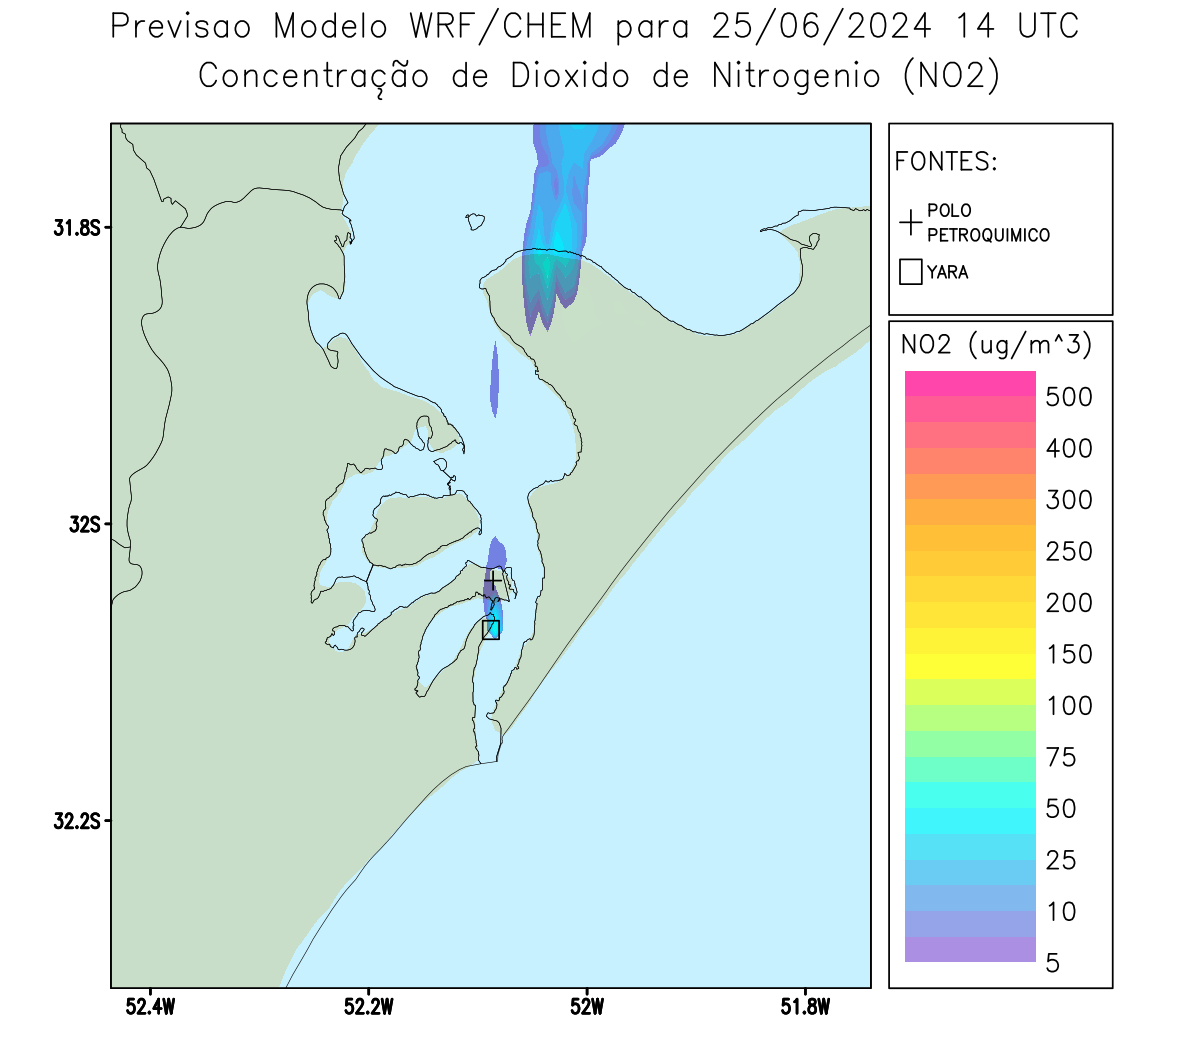 Previsao Modelo WRF/CHEM para 25/06/2024 14 UTC
Concentração de Dioxido de Nitrogenio (NO2)
FONTES:
POLO
PETROQUIMICO
YARA
NO2 (ug/m^3)
500
400
300
250
200
150
100
75
50
25
10
5
31.8S
32S
32.2S
52.4W
52.2W
52W
51.8W